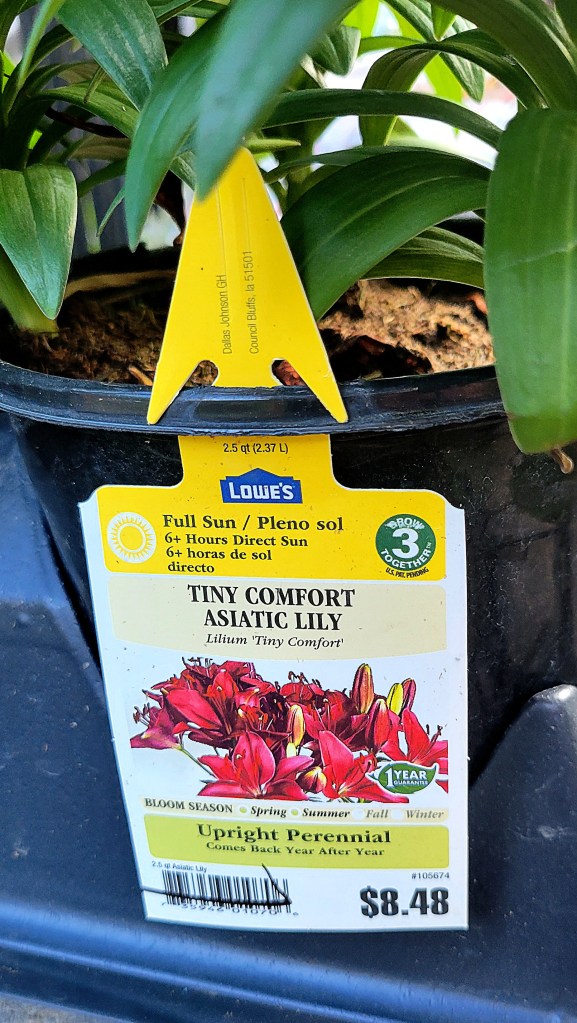 Dallas Johnson GH
Council Bluffs, Ia 51501
2.5 qt (2.37 L)
LOWE'S
Full Sun / Pleno sol
6+ Hours Direct Sun
6+ horas de sol
directo
GROW
3
TOGETHER™
U.S. PAT. PENDING
TINY COMFORT
ASIATIC LILY
Lilium 'Tiny Comfort'
1 YEAR
GUARANTEE
BLOOM SEASON Spring Summer Fall Winter
Upright Perennial
Comes Back Year After Year
2.5 qt Asiatic Lily
#105674
$8.48